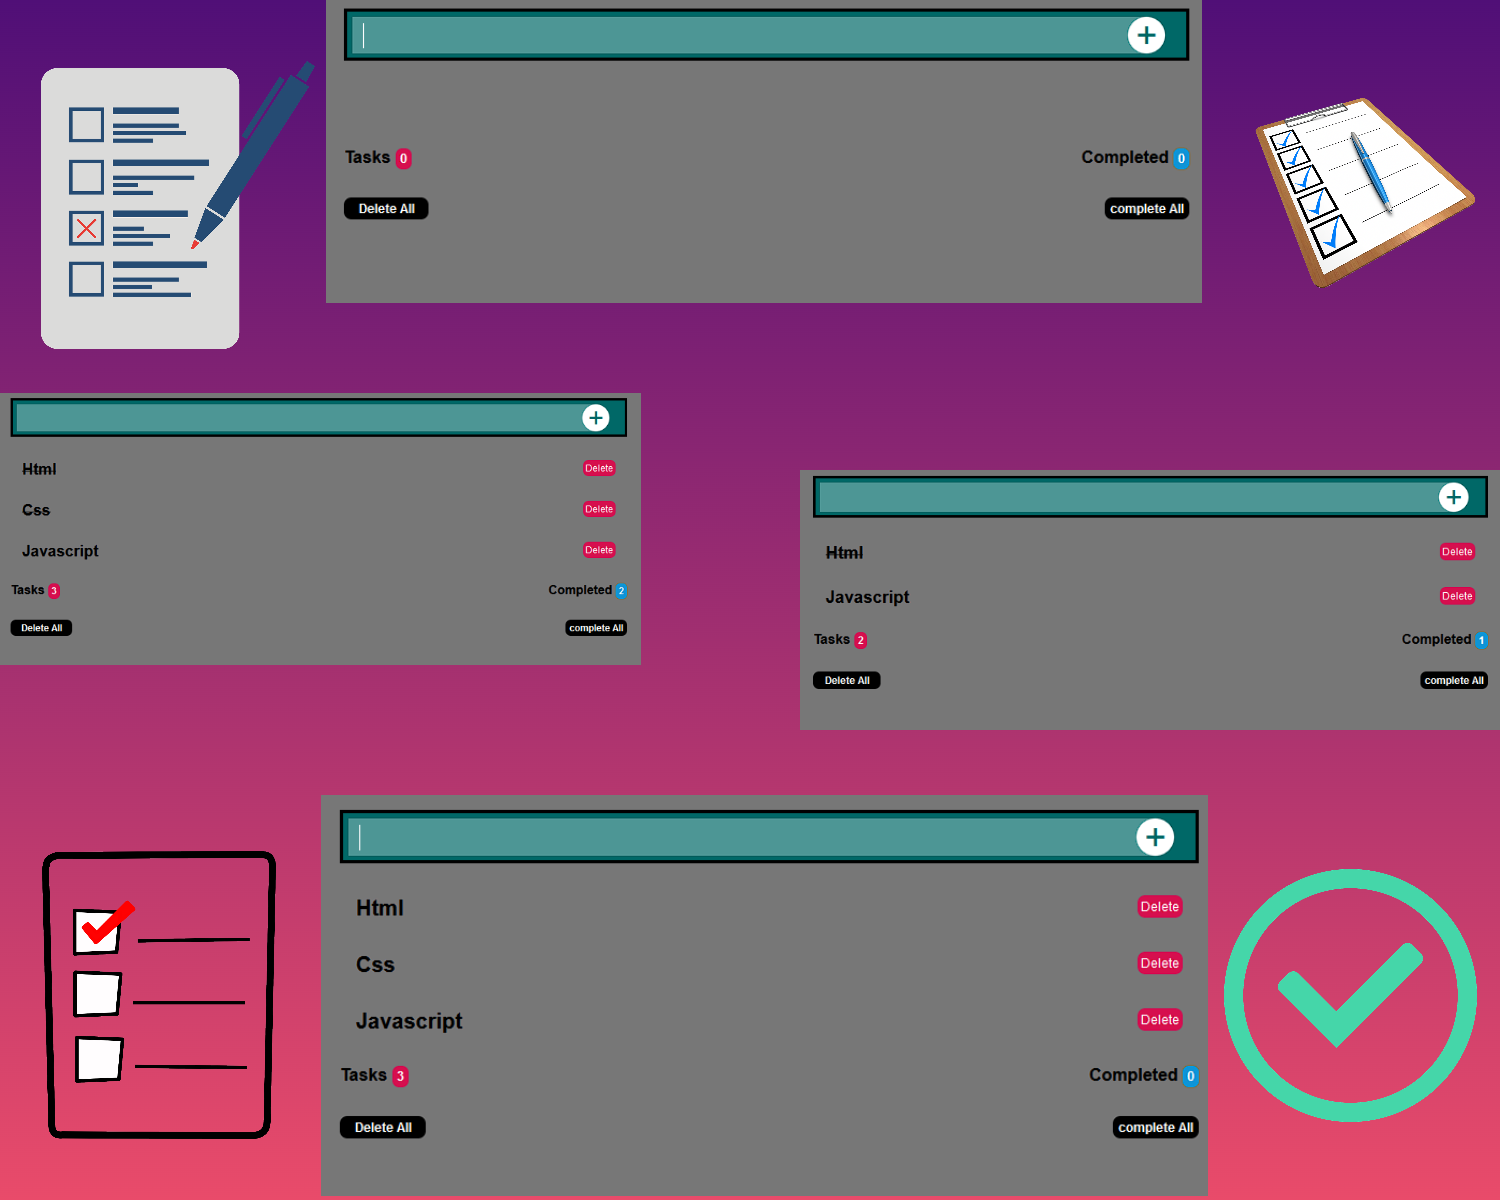 +
Tasks 0 Completed 0
Delete All complete All
+
Html Delete
Css Delete
Javascript Delete
Tasks 3 Completed 2
Delete All complete All
+
Html Delete
Javascript Delete
Tasks 2 Completed 1
Delete All complete All
+
Html Delete
Css Delete
Javascript Delete
Tasks 3 Completed 0
Delete All complete All